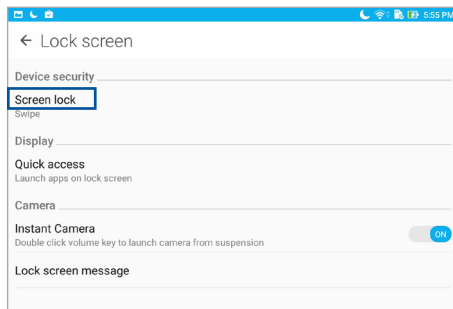 5:55 PM
Lock screen
Device security
Screen lock
Swipe
Display
Quick access
Launch apps on lock screen
Camera
Instant Camera
Double click volume key to launch camera from suspension
ON
Lock screen message